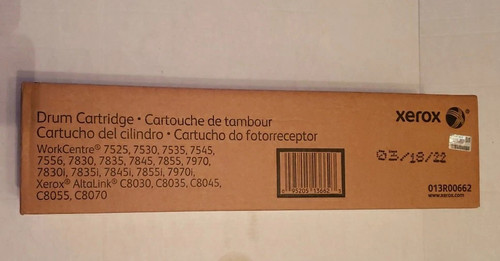 Drum Cartridge • Cartouche de tambour
Cartucho del cilindro • Cartucho do fotorreceptor
WorkCentre® 7525, 7530, 7535, 7545,
7556, 7830, 7835, 7845, 7855, 7970,
7830i, 7835i, 7845i, 7855i, 7970i,
Xerox® AltaLink® C8030, C8035, C8045,
C8055, C8070
xerox
03/18/22
013R00662
www.xerox.com